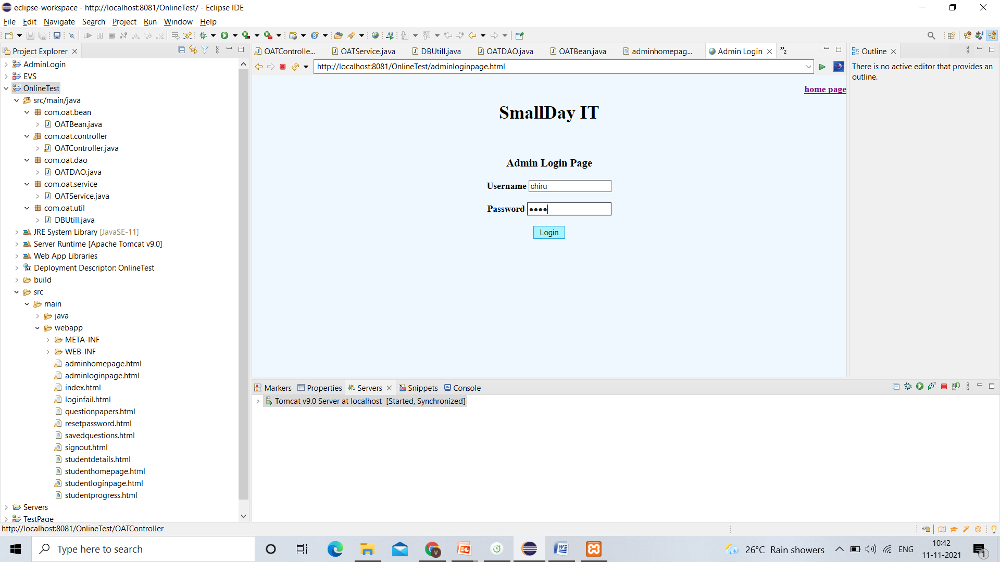 eclipse-workspace - http://localhost:8081/OnlineTest/ - Eclipse IDE
File Edit Navigate Search Project Run Window Help
Project Explorer
AdminLogin
EVS
OnlineTest
src/main/java
com.oat.bean
OATBean.java
com.oat.controller
OATController.java
com.oat.dao
OATDAO.java
com.oat.service
OATService.java
com.oat.util
DBUtill.java
JRE System Library [JavaSE-11]
Server Runtime [Apache Tomcat v9.0]
Web App Libraries
Deployment Descriptor: OnlineTest
build
src
main
java
webapp
META-INF
WEB-INF
adminhomepage.html
adminloginpage.html
index.html
loginfail.html
questionpapers.html
resetpassword.html
savedquestions.html
signout.html
studentdetails.html
studenthomepage.html
studentloginpage.html
studentprogress.html
Servers
TestPage
OATControlle... OATService.java DBUtill.java OATDAO.java OATBean.java adminhomepag... Admin Login 2
http://localhost:8081/OnlineTest/adminloginpage.html
home page
SmallDay IT
Admin Login Page
Username chiru
Password ••••
Login
Outline
There is no active editor that provides an
outline.
Markers Properties Servers Snippets Console
Tomcat v9.0 Server at localhost [Started, Synchronized]
http://localhost:8081/OnlineTest/OATController
Type here to search
26°C Rain showers ENG
10:42
11-11-2021
1